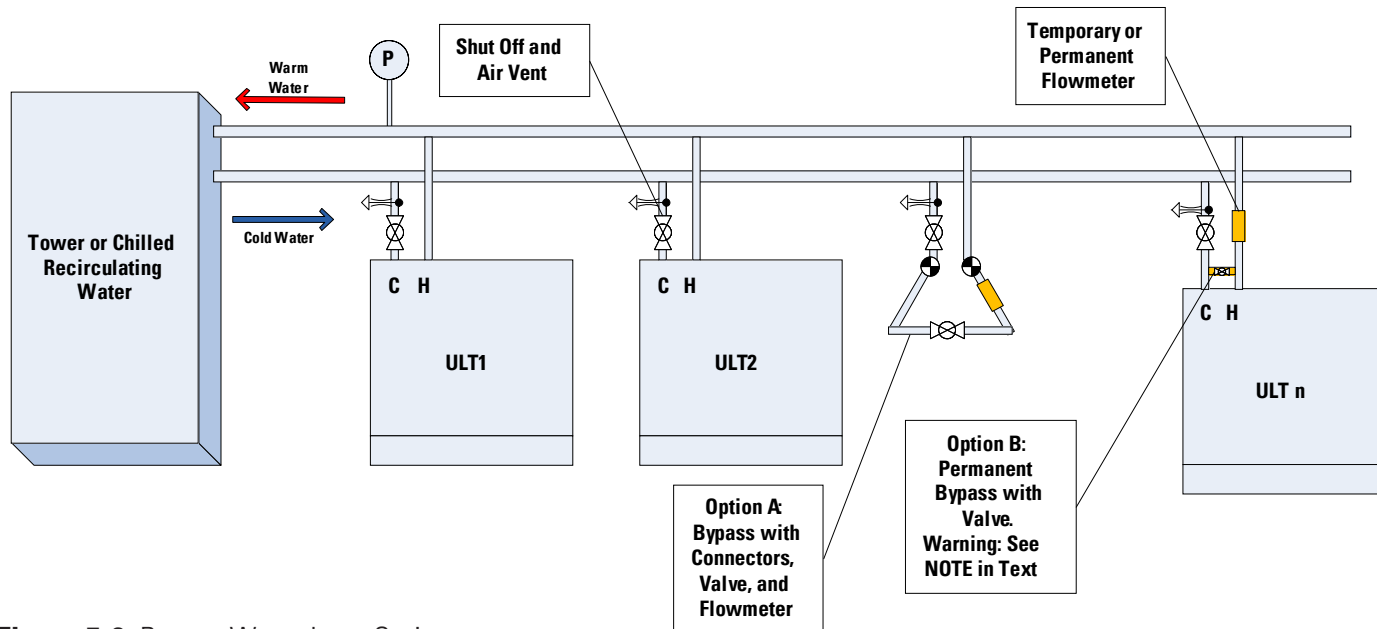 P
Warm
Water
Shut Off and
Air Vent
Temporary or
Permanent
Flowmeter
Cold Water
Tower or Chilled
Recirculating
Water
C H
ULT1
C H
ULT2
C H
ULT n
Option A:
Bypass with
Connectors,
Valve, and
Flowmeter
Option B:
Permanent
Bypass with
Valve.
Warning: See
NOTE in Text